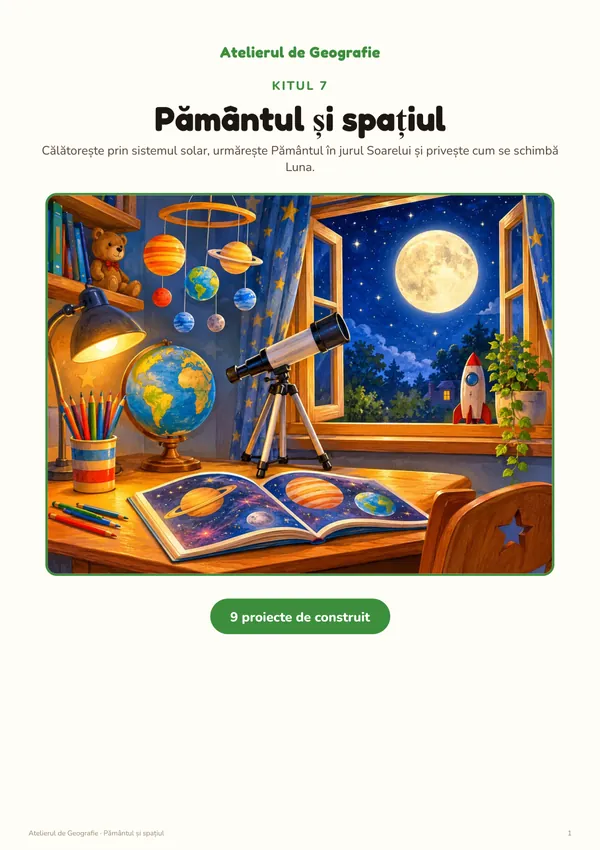 Atelierul de Geografie
KITUL 7
Pământul și spațiul
Călătorește prin sistemul solar, urmărește Pământul în jurul Soarelui și privește cum se schimbă
Luna.
9 proiecte de construit
Atelierul de Geografie · Pământul și spațiul
1